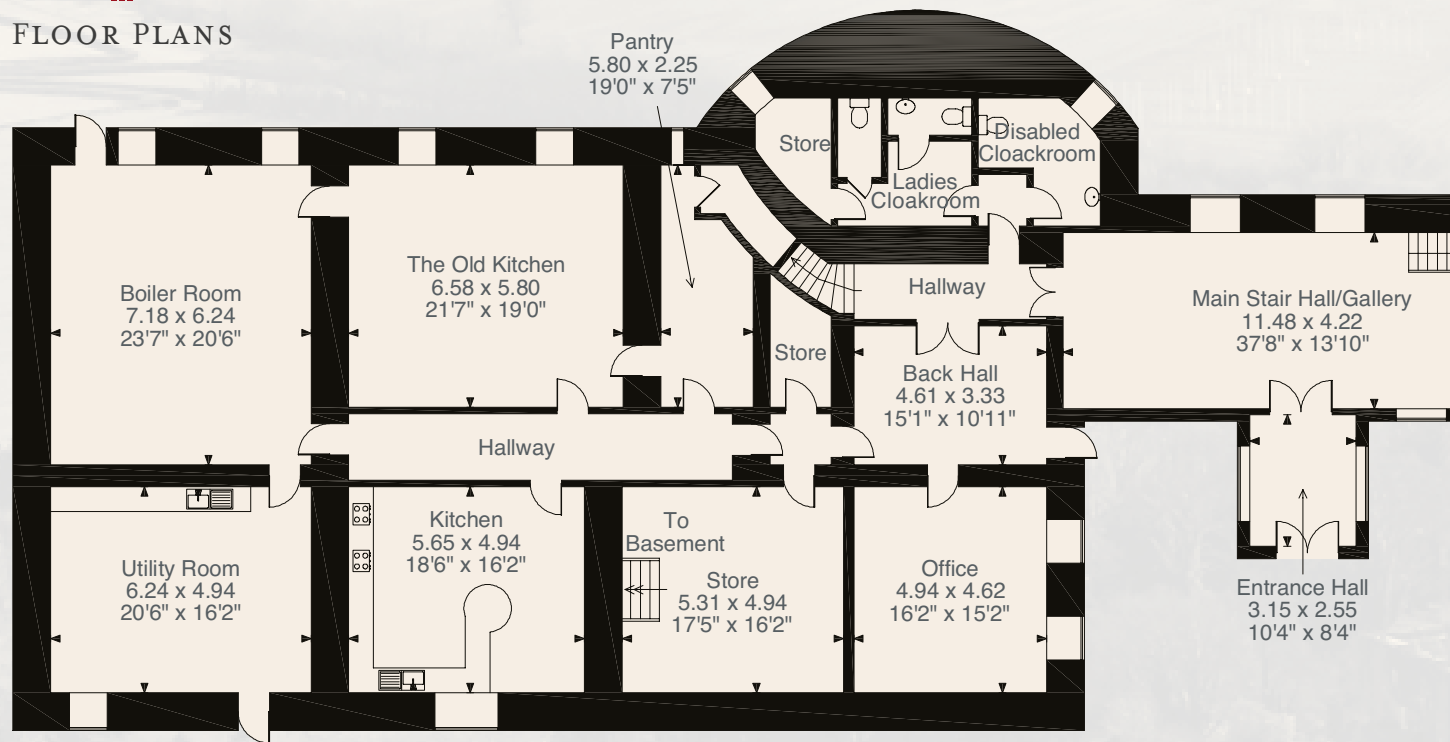 FLOOR PLANS
Pantry
5.80 x 2.25
19'0" x 7'5"
Store
Disabled
Cloackroom
Ladies
Cloakroom
Boiler Room
7.18 x 6.24
23'7" x 20'6"
The Old Kitchen
6.58 x 5.80
21'7" x 19'0"
Hallway
Main Stair Hall/Gallery
11.48 x 4.22
37'8" x 13'10"
Store
Back Hall
4.61 x 3.33
15'1" x 10'11"
Hallway
Utility Room
6.24 x 4.94
20'6" x 16'2"
Kitchen
5.65 x 4.94
18'6" x 16'2"
To
Basement
Store
5.31 x 4.94
17'5" x 16'2"
Office
4.94 x 4.62
16'2" x 15'2"
Entrance Hall
3.15 x 2.55
10'4" x 8'4"